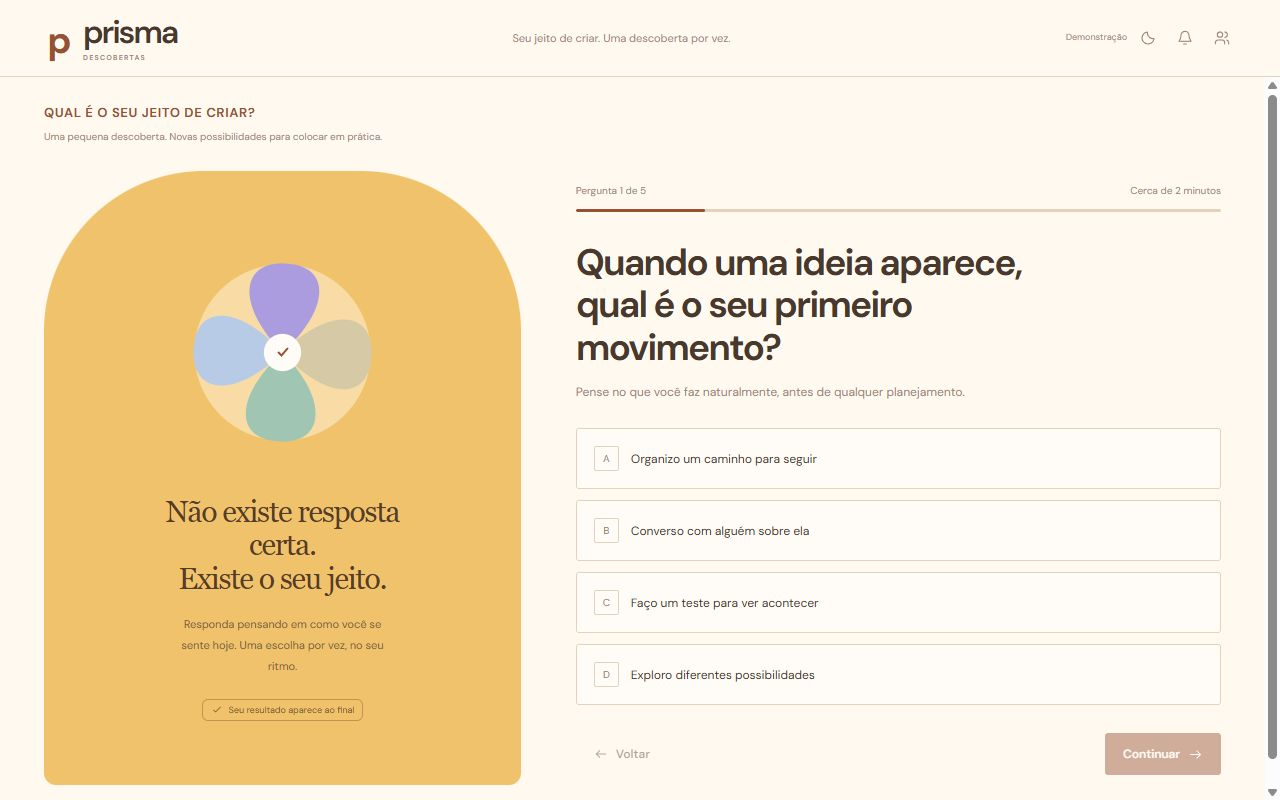 p
prisma
DESCOBERTAS
Seu jeito de criar. Uma descoberta por vez.
Demonstração
QUAL É O SEU JEITO DE CRIAR?
Uma pequena descoberta. Novas possibilidades para colocar em prática.
Não existe resposta
certa.
Existe o seu jeito.
Responda pensando em como você se
sente hoje. Uma escolha por vez, no seu
ritmo.
Seu resultado aparece ao final
Pergunta 1 de 5
Cerca de 2 minutos
Quando uma ideia aparece,
qual é o seu primeiro
movimento?
Pense no que você faz naturalmente, antes de qualquer planejamento.
A Organizo um caminho para seguir
B Converso com alguém sobre ela
C Faço um teste para ver acontecer
D Exploro diferentes possibilidades
Voltar
Continuar